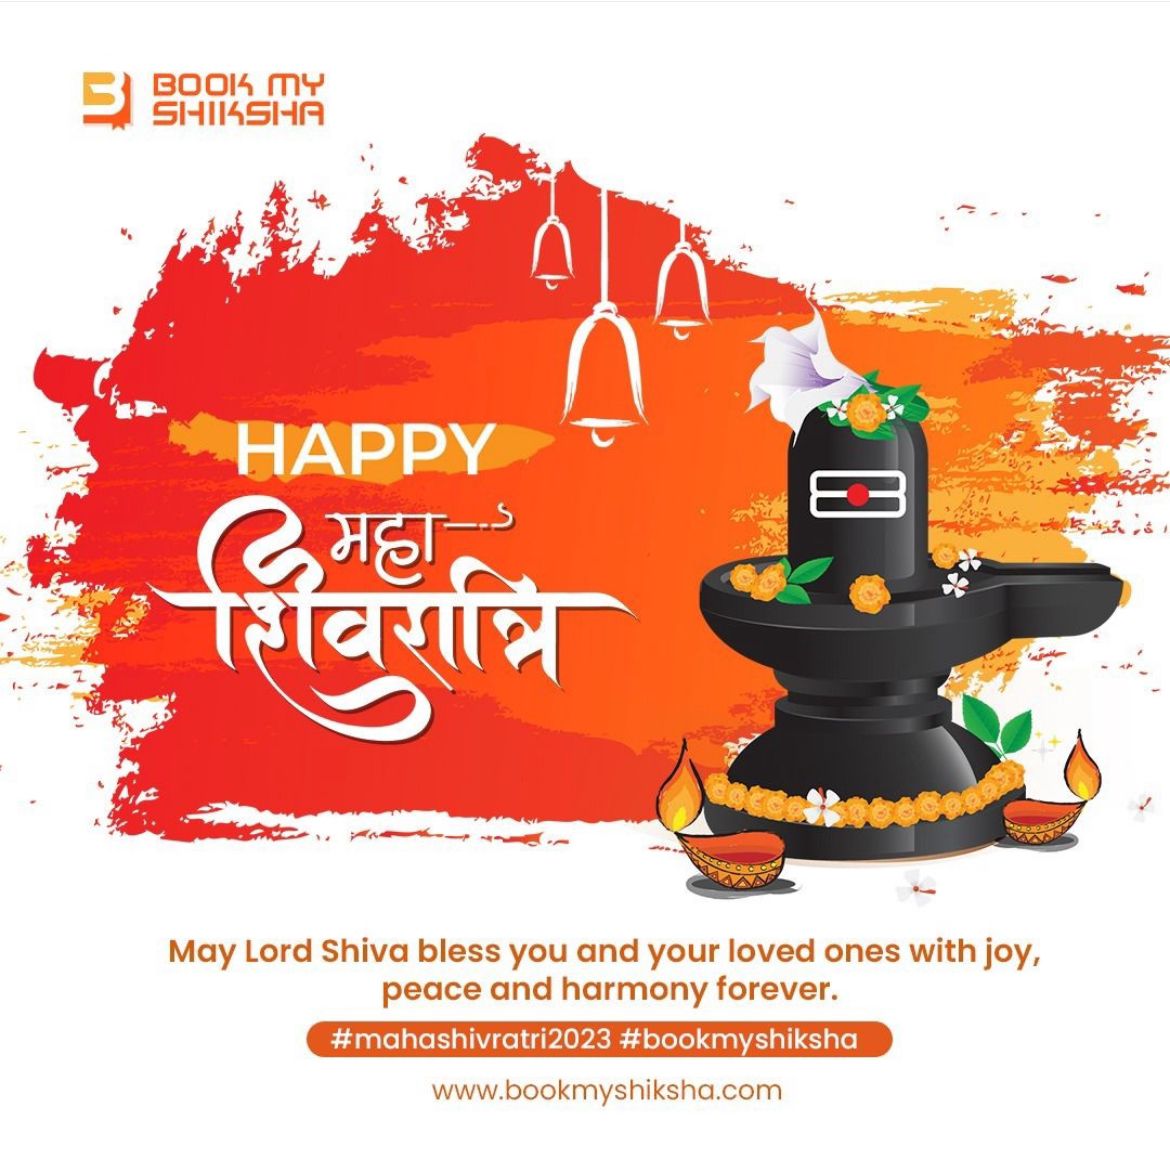 BOOK MY
SHIKSHA
HAPPY
महा
शिवरात्रि
May Lord Shiva bless you and your loved ones with joy,
peace and harmony forever.
#mahashivratri2023 #bookmyshiksha
www.bookmyshiksha.com